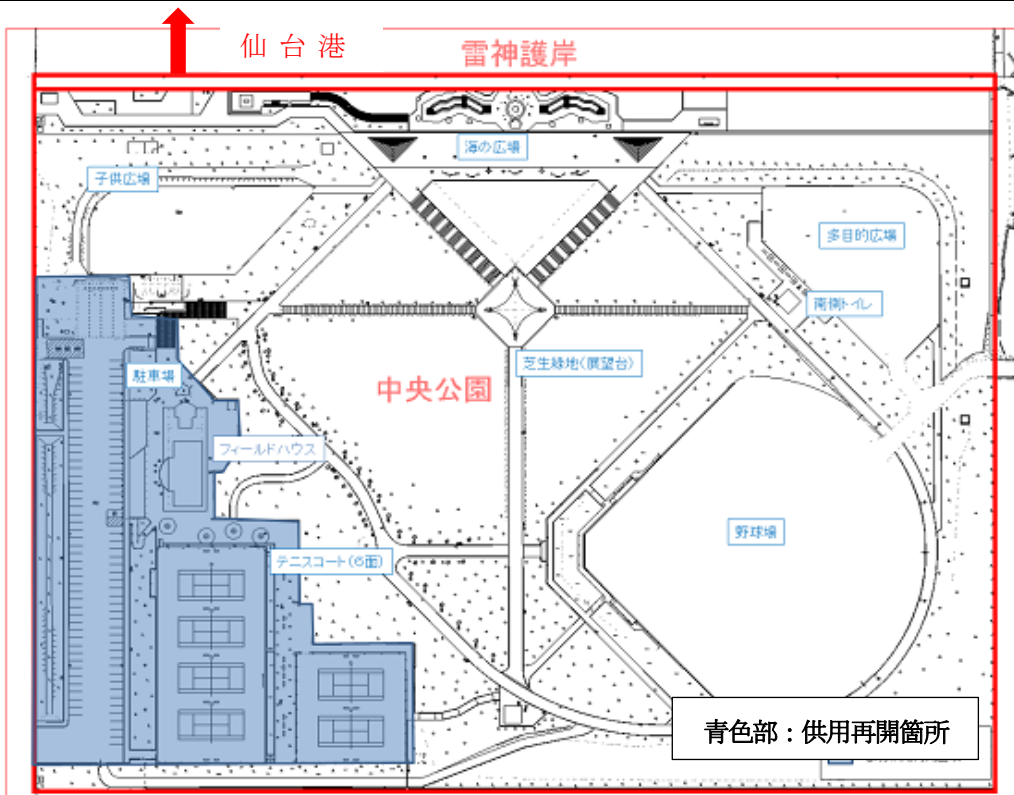 仙台港
雷神護岸
海の広場
子供広場
多目的広場
南側トイレ
芝生緑地(展望台)
駐車場
中央公園
フィールドハウス
野球場
テニスコート(6面)
青色部：供用再開箇所